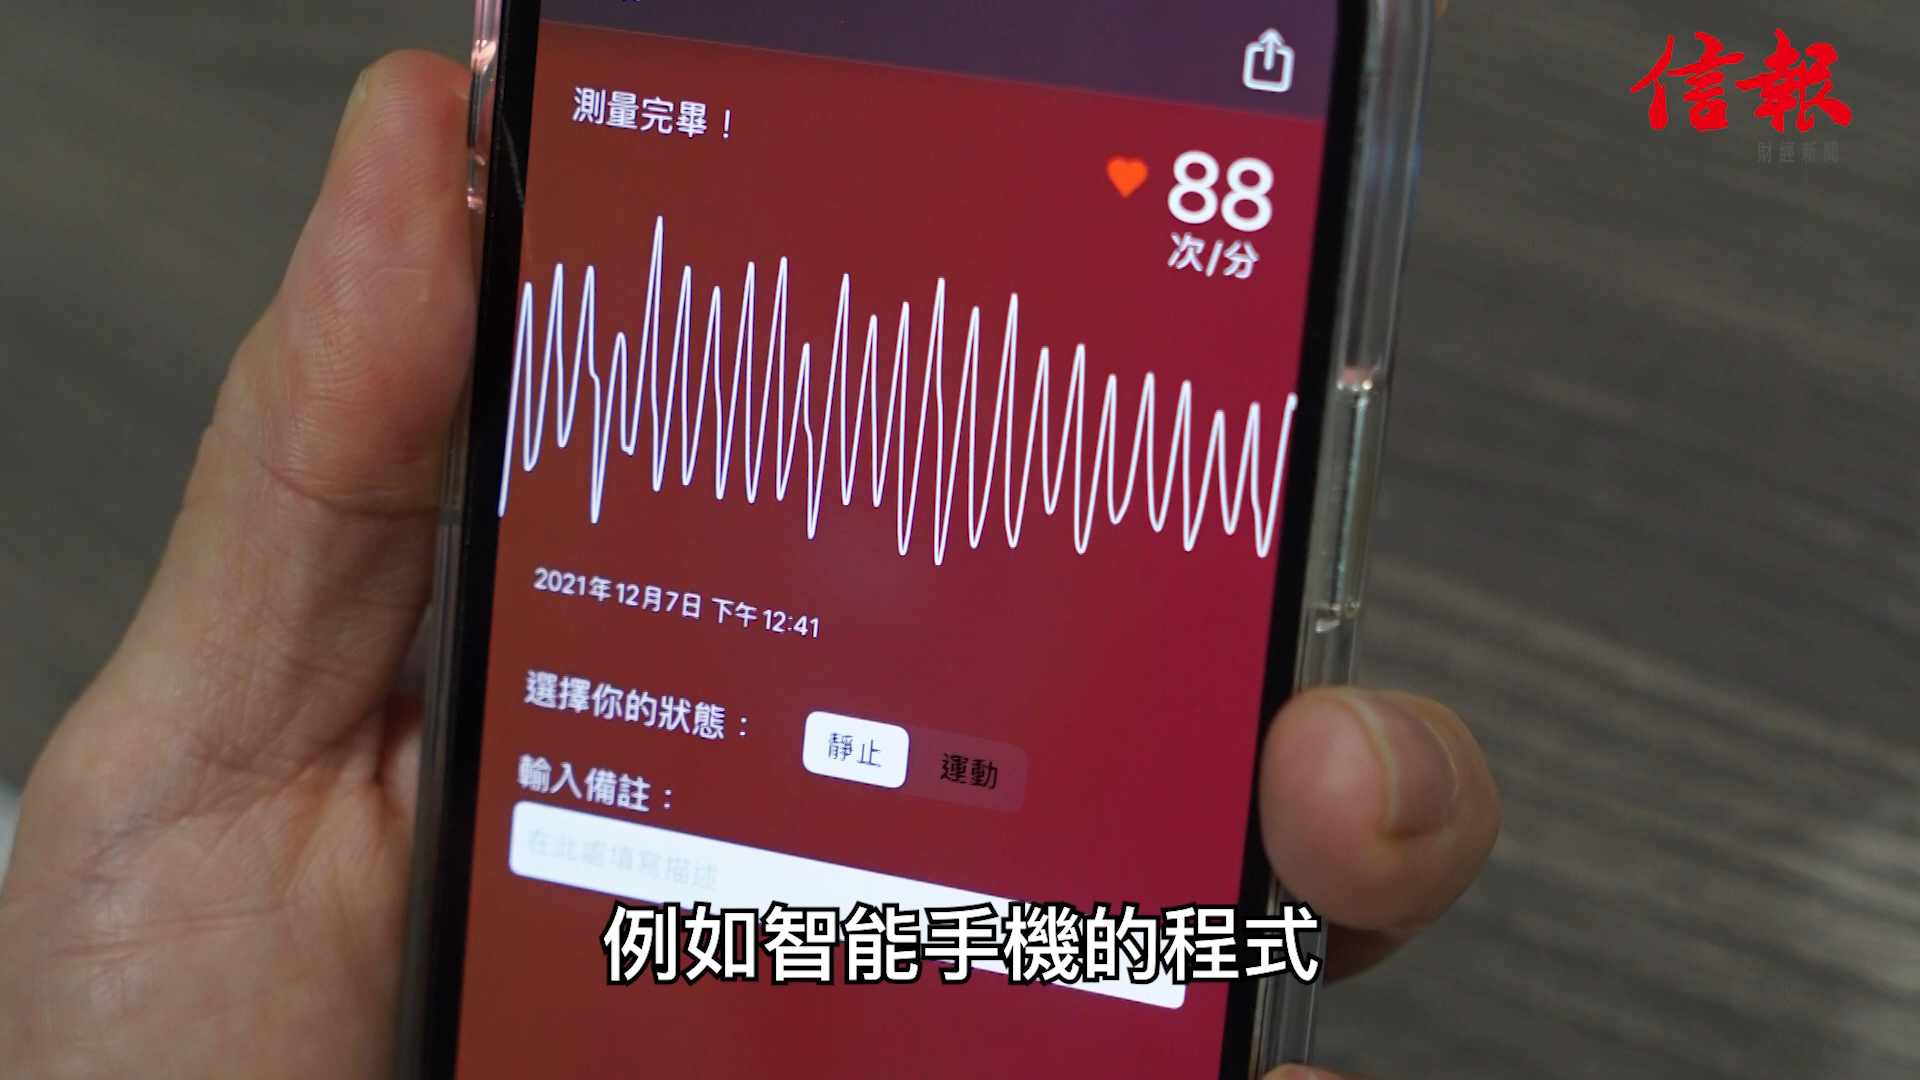 信報
財經新聞
測量完畢！
88
次/分
2021年12月7日 下午12:41
選擇你的狀態：
靜止 運動
輸入備註：
在此處填寫描述
例如智能手機的程式